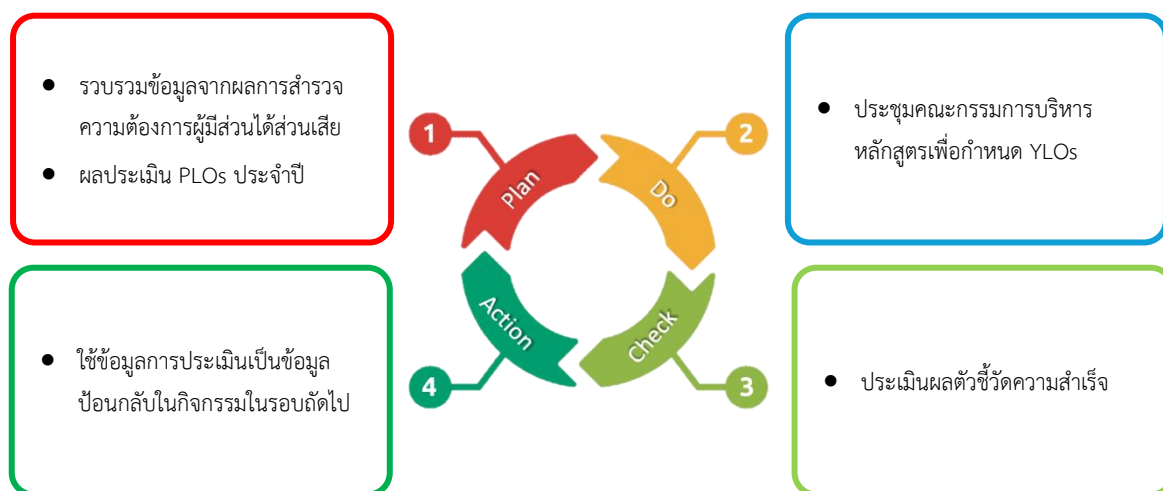 ● รวบรวมข้อมูลจากผลการสำรวจ
ความต้องการผู้มีส่วนได้ส่วนเสีย
● ผลประเมิน PLOs ประจำปี
1
Plan
2
Do
● ประชุมคณะกรรมการบริหาร
หลักสูตรเพื่อกำหนด YLOs
● ใช้ข้อมูลการประเมินเป็นข้อมูล
ป้อนกลับในกิจกรรมในรอบถัดไป
4
Action
Check
3
● ประเมินผลตัวชี้วัดความสำเร็จ